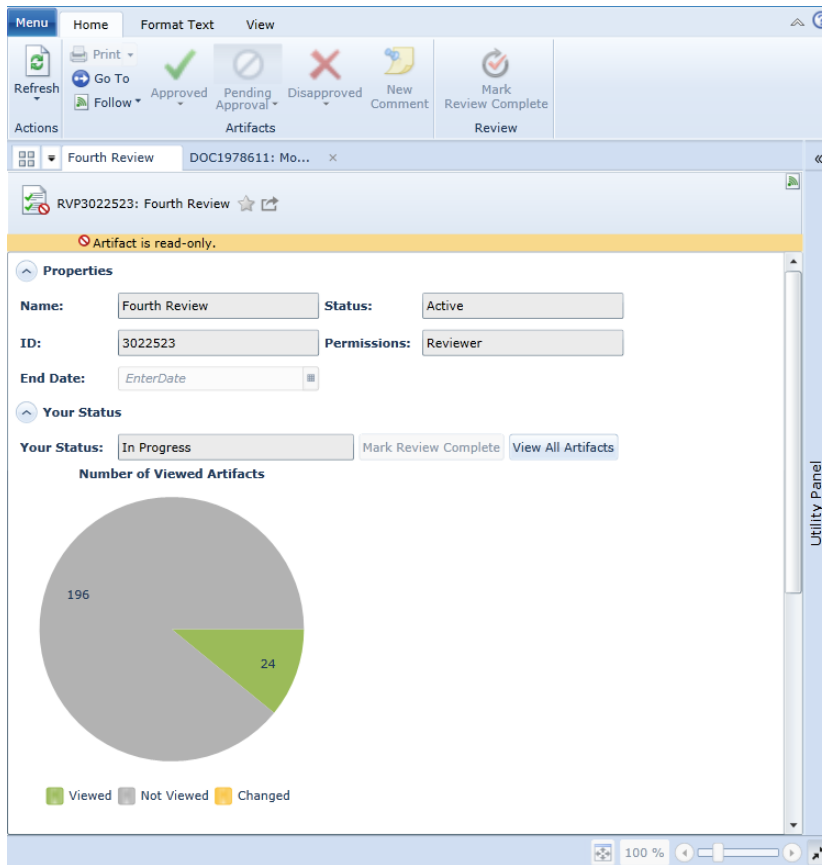 Menu Home Format Text View
Refresh
Print
Go To
Follow
Approved
Pending Approval
Disapproved
New Comment
Mark Review Complete
Actions Artifacts Review
Fourth Review DOC1978611: Mo... ×
RVP3022523: Fourth Review
Artifact is read-only.
Properties
Name: Fourth Review Status: Active
ID: 3022523 Permissions: Reviewer
End Date: EnterDate
Your Status
Your Status: In Progress Mark Review Complete View All Artifacts
Number of Viewed Artifacts
196
24
Viewed Not Viewed Changed
Utility Panel
100 %